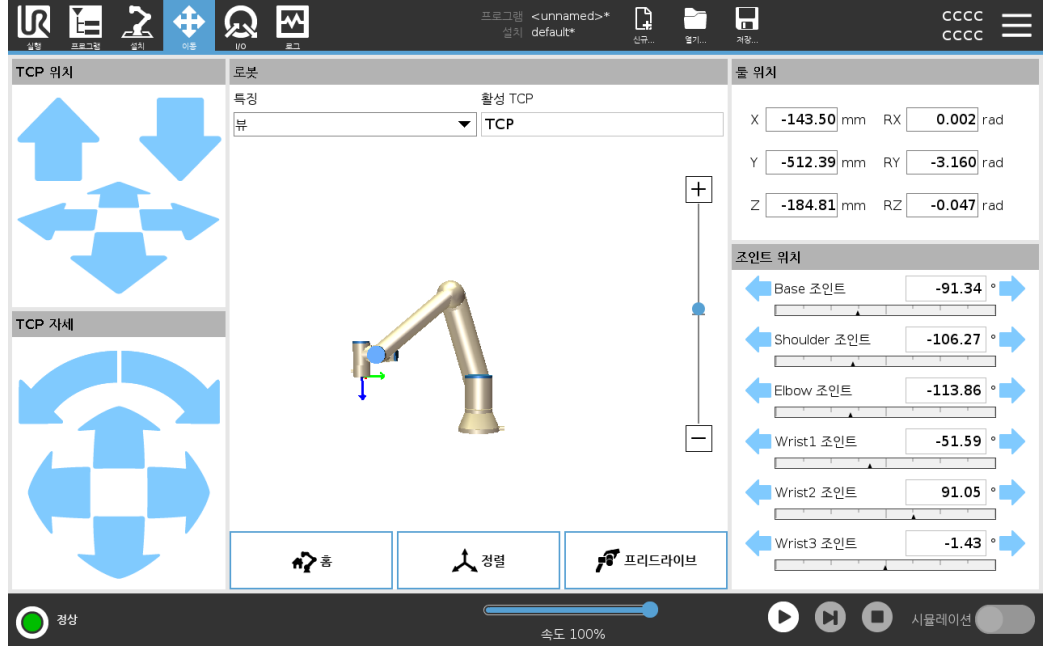 UR
프로그램 <unnamed>*
설치 default*
CCCC
CCCC
실행 프로그램 설치 이동 I/O 로그 신규... 열기... 저장...
TCP 위치
로봇
툴 위치
특징 활성 TCP
뷰 TCP
X -143.50 mm RX 0.002 rad
Y -512.39 mm RY -3.160 rad
Z -184.81 mm RZ -0.047 rad
조인트 위치
Base 조인트 -91.34 °
TCP 자세
Shoulder 조인트 -106.27 °
Elbow 조인트 -113.86 °
Wrist1 조인트 -51.59 °
Wrist2 조인트 91.05 °
Wrist3 조인트 -1.43 °
홈 정렬 프리드라이브
정상
속도 100%
시뮬레이션